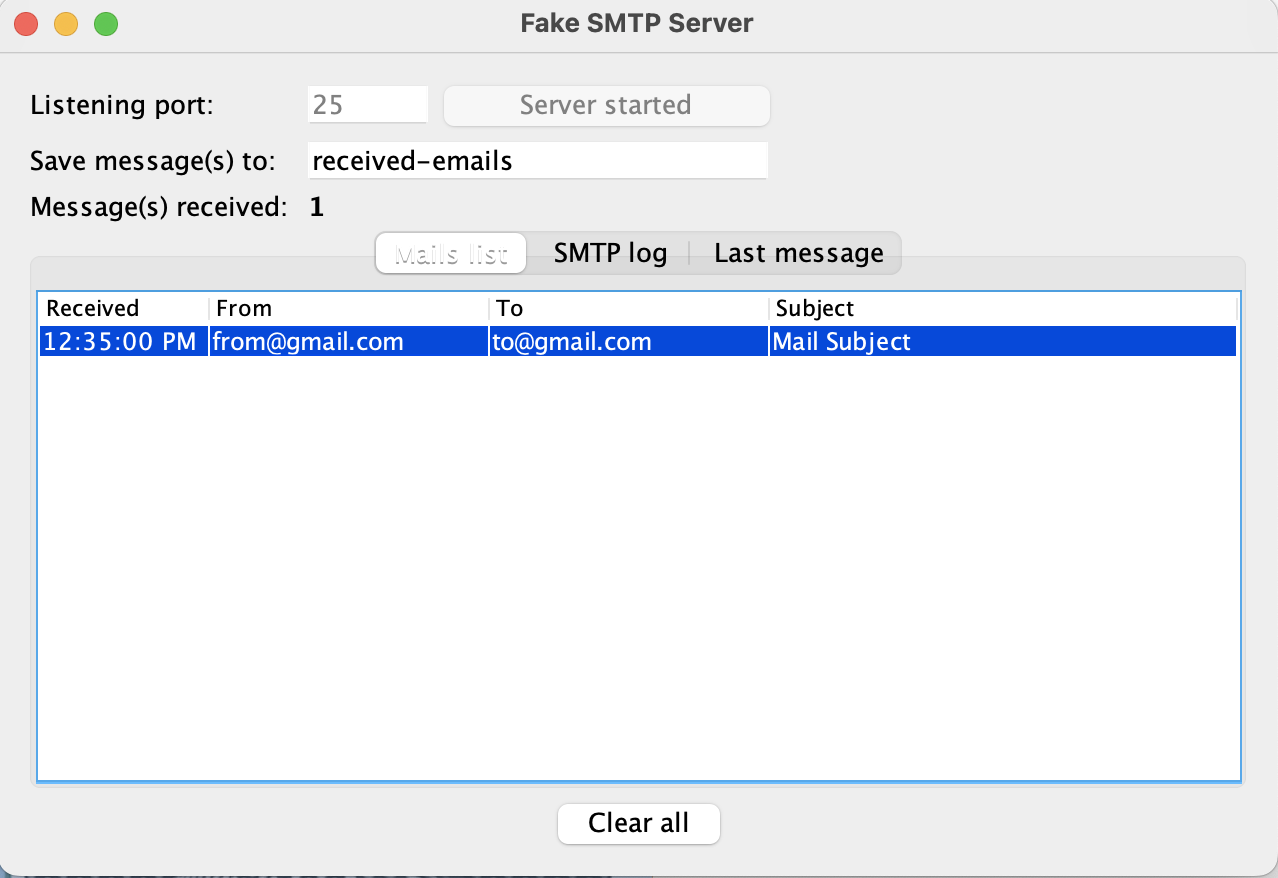 Fake SMTP Server
Listening port: 25 Server started
Save message(s) to: received-emails
Message(s) received: 1
Mails list SMTP log Last message
Received From To Subject
12:35:00 PM from@gmail.com to@gmail.com Mail Subject
Clear all